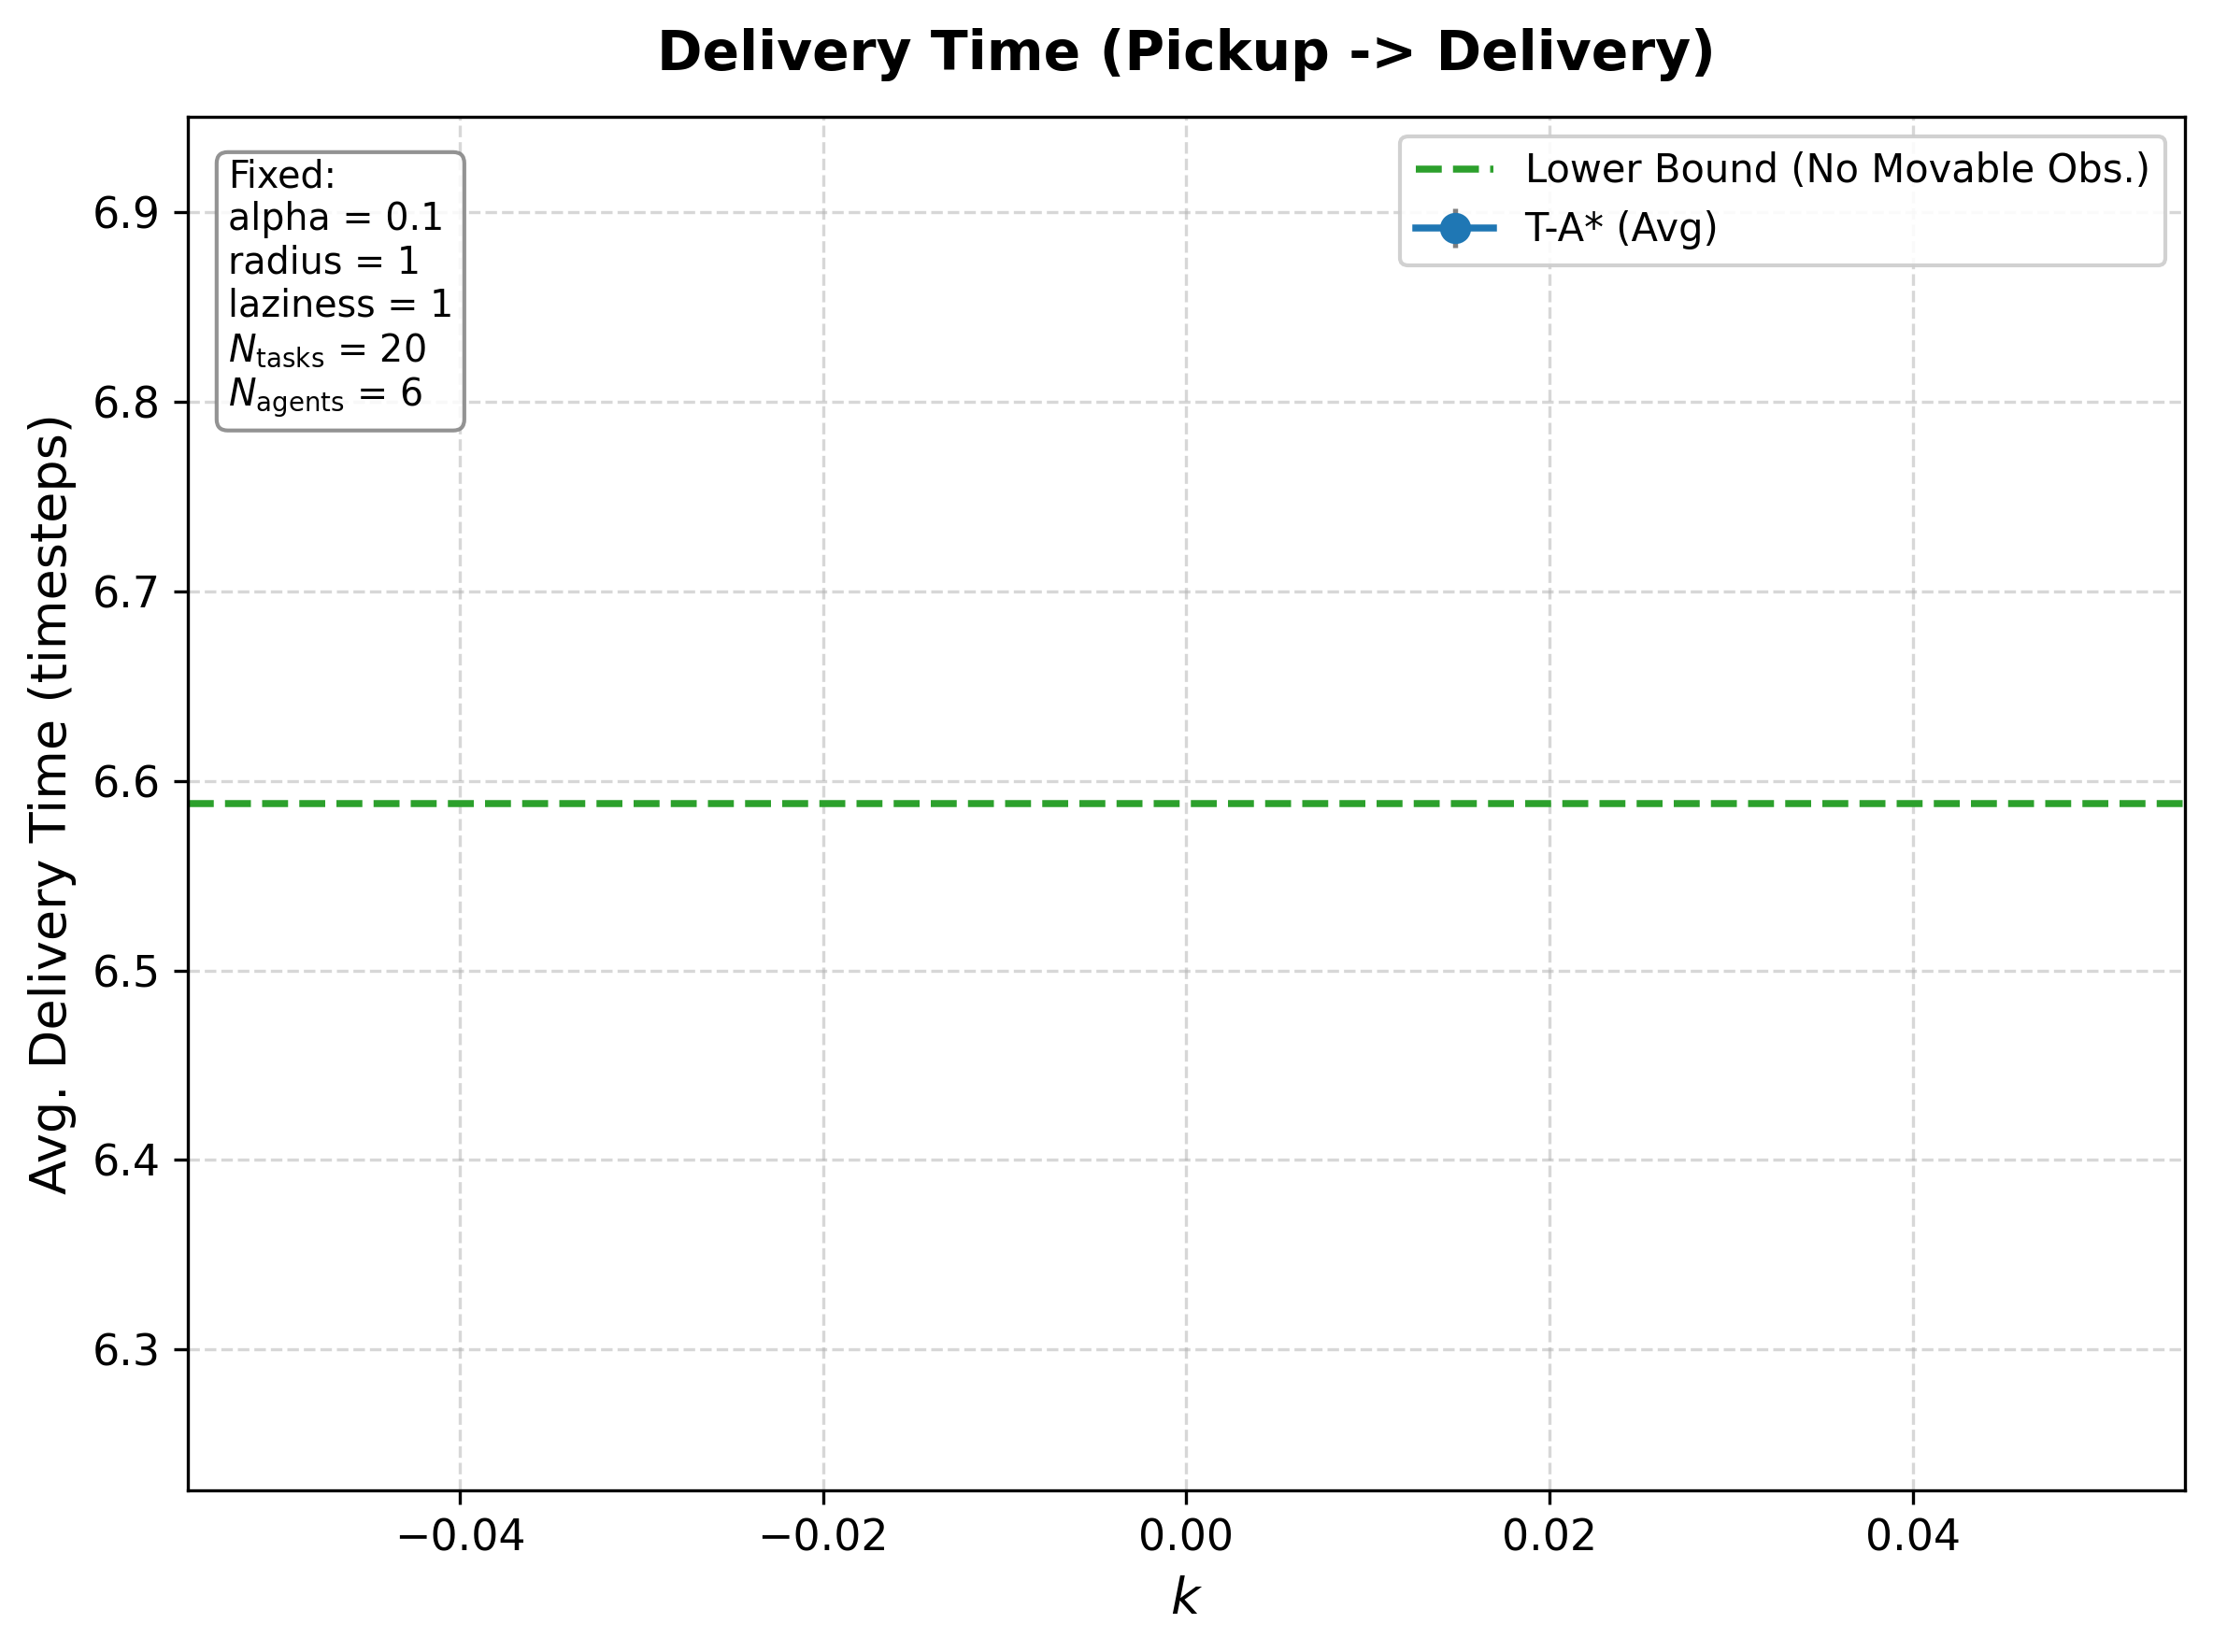 Delivery Time (Pickup -> Delivery)
Fixed:
alpha = 0.1
radius = 1
laziness = 1
N_tasks = 20
N_agents = 6
Lower Bound (No Movable Obs.)
T-A* (Avg)
Avg. Delivery Time (timesteps)
6.9
6.8
6.7
6.6
6.5
6.4
6.3
−0.04 −0.02 0.00 0.02 0.04
k